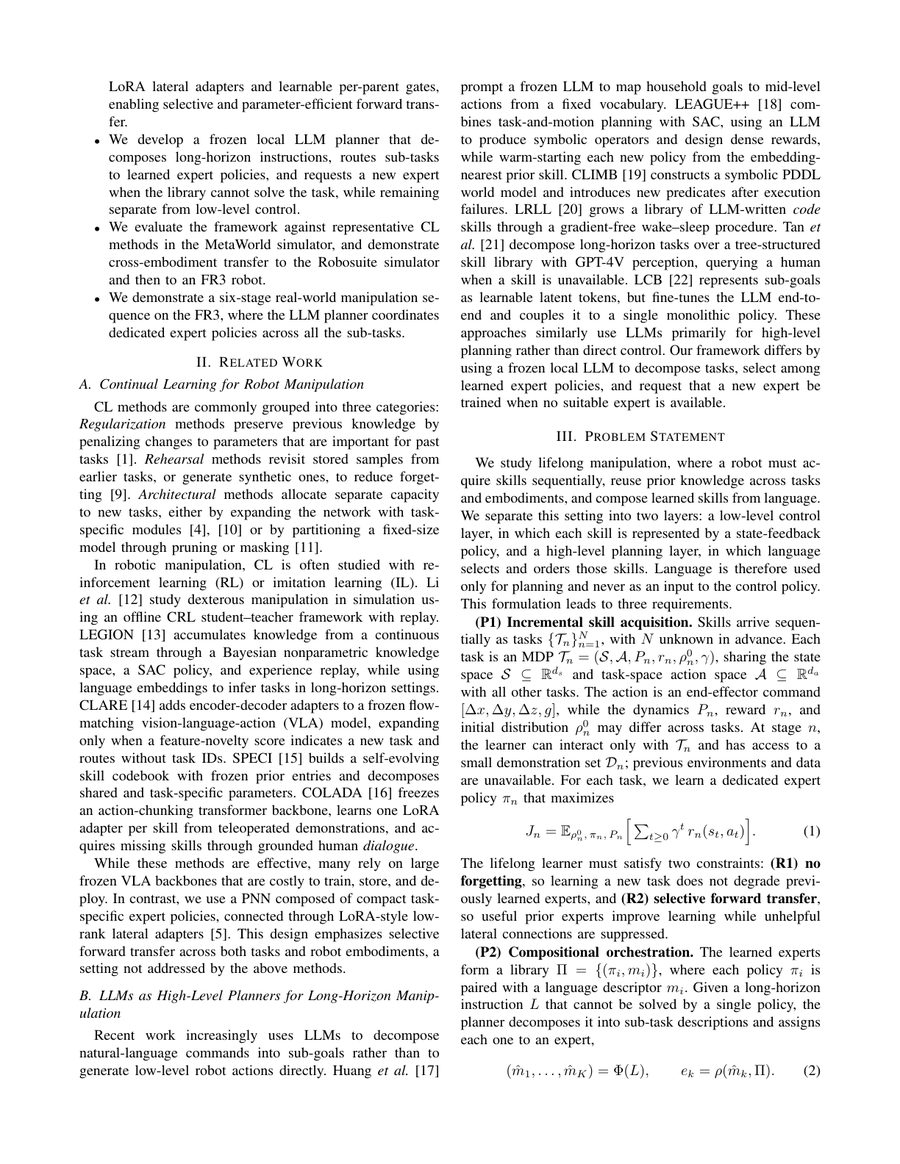 LoRA lateral adapters and learnable per-parent gates,
enabling selective and parameter-efficient forward trans-
fer.
• We develop a frozen local LLM planner that de-
composes long-horizon instructions, routes sub-tasks
to learned expert policies, and requests a new expert
when the library cannot solve the task, while remaining
separate from low-level control.
• We evaluate the framework against representative CL
methods in the MetaWorld simulator, and demonstrate
cross-embodiment transfer to the Robosuite simulator
and then to an FR3 robot.
• We demonstrate a six-stage real-world manipulation se-
quence on the FR3, where the LLM planner coordinates
dedicated expert policies across all the sub-tasks.
II. RELATED WORK
A. Continual Learning for Robot Manipulation
CL methods are commonly grouped into three categories:
Regularization methods preserve previous knowledge by
penalizing changes to parameters that are important for past
tasks [1]. Rehearsal methods revisit stored samples from
earlier tasks, or generate synthetic ones, to reduce forget-
ting [9]. Architectural methods allocate separate capacity
to new tasks, either by expanding the network with task-
specific modules [4], [10] or by partitioning a fixed-size
model through pruning or masking [11].
In robotic manipulation, CL is often studied with re-
inforcement learning (RL) or imitation learning (IL). Li
et al. [12] study dexterous manipulation in simulation us-
ing an offline CRL student–teacher framework with replay.
LEGION [13] accumulates knowledge from a continuous
task stream through a Bayesian nonparametric knowledge
space, a SAC policy, and experience replay, while using
language embeddings to infer tasks in long-horizon settings.
CLARE [14] adds encoder-decoder adapters to a frozen flow-
matching vision-language-action (VLA) model, expanding
only when a feature-novelty score indicates a new task and
routes without task IDs. SPECI [15] builds a self-evolving
skill codebook with frozen prior entries and decomposes
shared and task-specific parameters. COLADA [16] freezes
an action-chunking transformer backbone, learns one LoRA
adapter per skill from teleoperated demonstrations, and ac-
quires missing skills through grounded human dialogue.
While these methods are effective, many rely on large
frozen VLA backbones that are costly to train, store, and de-
ploy. In contrast, we use a PNN composed of compact task-
specific expert policies, connected through LoRA-style low-
rank lateral adapters [5]. This design emphasizes selective
forward transfer across both tasks and robot embodiments, a
setting not addressed by the above methods.
B. LLMs as High-Level Planners for Long-Horizon Manip-
ulation
Recent work increasingly uses LLMs to decompose
natural-language commands into sub-goals rather than to
generate low-level robot actions directly. Huang et al. [17]
prompt a frozen LLM to map household goals to mid-level
actions from a fixed vocabulary. LEAGUE++ [18] com-
bines task-and-motion planning with SAC, using an LLM
to produce symbolic operators and design dense rewards,
while warm-starting each new policy from the embedding-
nearest prior skill. CLIMB [19] constructs a symbolic PDDL
world model and introduces new predicates after execution
failures. LRLL [20] grows a library of LLM-written code
skills through a gradient-free wake–sleep procedure. Tan et
al. [21] decompose long-horizon tasks over a tree-structured
skill library with GPT-4V perception, querying a human
when a skill is unavailable. LCB [22] represents sub-goals
as learnable latent tokens, but fine-tunes the LLM end-to-
end and couples it to a single monolithic policy. These
approaches similarly use LLMs primarily for high-level
planning rather than direct control. Our framework differs by
using a frozen local LLM to decompose tasks, select among
learned expert policies, and request that a new expert be
trained when no suitable expert is available.
III. PROBLEM STATEMENT
We study lifelong manipulation, where a robot must ac-
quire skills sequentially, reuse prior knowledge across tasks
and embodiments, and compose learned skills from language.
We separate this setting into two layers: a low-level control
layer, in which each skill is represented by a state-feedback
policy, and a high-level planning layer, in which language
selects and orders those skills. Language is therefore used
only for planning and never as an input to the control policy.
This formulation leads to three requirements.
(P1) Incremental skill acquisition. Skills arrive sequen-
tially as tasks {𝒯ₙ}ᴺₙ₌₁, with N unknown in advance. Each
task is an MDP 𝒯ₙ = (𝒮, 𝒜, Pₙ, rₙ, ρ⁰ₙ, γ), sharing the state
space 𝒮 ⊆ ℝ^{d_s} and task-space action space 𝒜 ⊆ ℝ^{d_a}
with all other tasks. The action is an end-effector command
[Δx, Δy, Δz, g], while the dynamics Pₙ, reward rₙ, and
initial distribution ρ⁰ₙ may differ across tasks. At stage n,
the learner can interact only with 𝒯ₙ and has access to a
small demonstration set 𝒟ₙ; previous environments and data
are unavailable. For each task, we learn a dedicated expert
policy πₙ that maximizes
Jₙ = 𝔼_{ρ⁰ₙ, πₙ, Pₙ}[∑_{t≥0} γᵗ rₙ(sₜ, aₜ)]. (1)
The lifelong learner must satisfy two constraints: (R1) no
forgetting, so learning a new task does not degrade previ-
ously learned experts, and (R2) selective forward transfer,
so useful prior experts improve learning while unhelpful
lateral connections are suppressed.
(P2) Compositional orchestration. The learned experts
form a library Π = {(πᵢ, mᵢ)}, where each policy πᵢ is
paired with a language descriptor mᵢ. Given a long-horizon
instruction L that cannot be solved by a single policy, the
planner decomposes it into sub-task descriptions and assigns
each one to an expert,
(m̂₁, . . . , m̂_K) = Φ(L), eₖ = ρ(m̂ₖ, Π). (2)